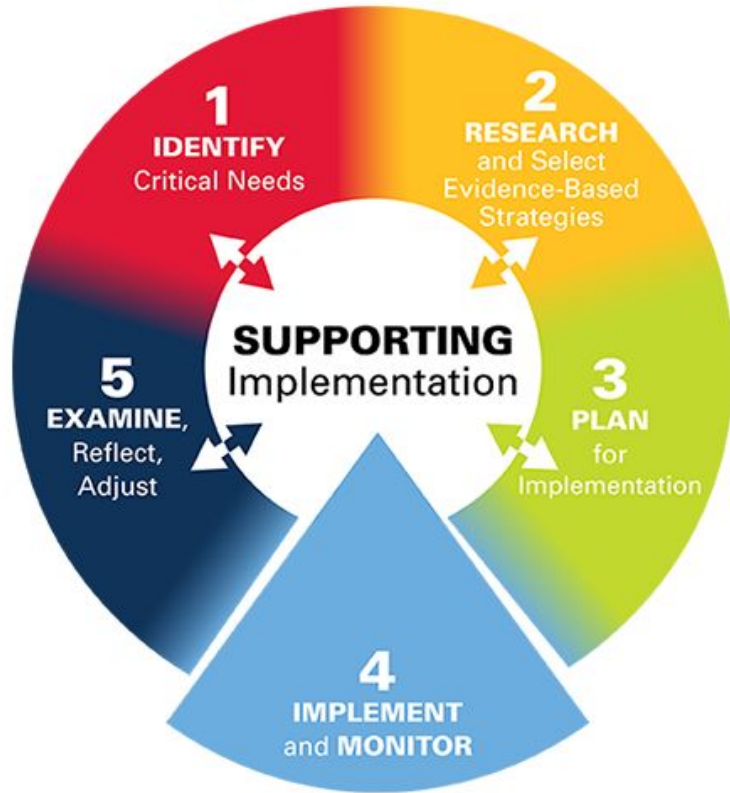 1
IDENTIFY
Critical Needs
2
RESEARCH
and Select
Evidence-Based
Strategies
SUPPORTING
Implementation
3
PLAN
for
Implementation
4
IMPLEMENT
and MONITOR
5
EXAMINE,
Reflect,
Adjust